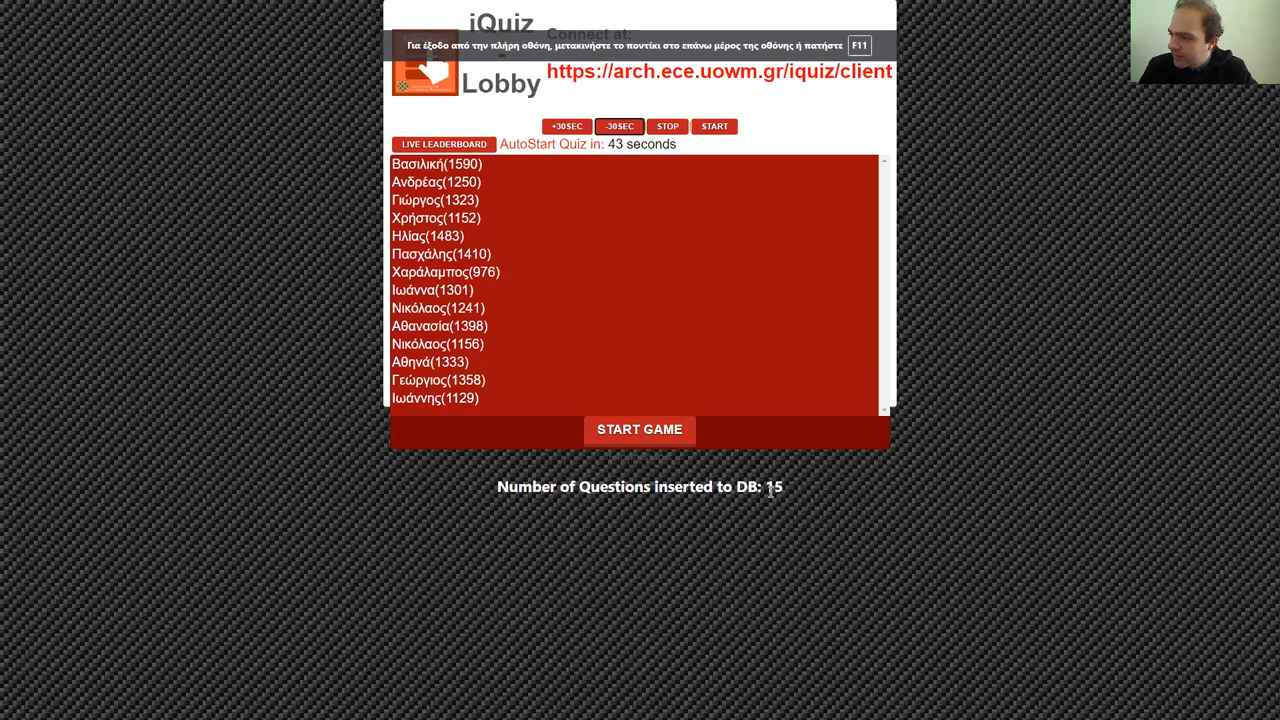 iQuiz
-
Lobby
Connect at:
Για έξοδο από την πλήρη οθόνη, μετακινήστε το ποντίκι στο επάνω μέρος της οθόνης ή πατήστε F11
https://arch.ece.uowm.gr/iquiz/client
+30SEC -30SEC STOP START
LIVE LEADERBOARD AutoStart Quiz in: 43 seconds
Βασιλική(1590)
Ανδρέας(1250)
Γιώργος(1323)
Χρήστος(1152)
Ηλίας(1483)
Πασχάλης(1410)
Χαράλαμπος(976)
Ιωάννα(1301)
Νικόλαος(1241)
Αθανασία(1398)
Νικόλαος(1156)
Αθηνά(1333)
Γεώργιος(1358)
Ιωάννης(1129)
START GAME
Number of Questions inserted to DB: 15